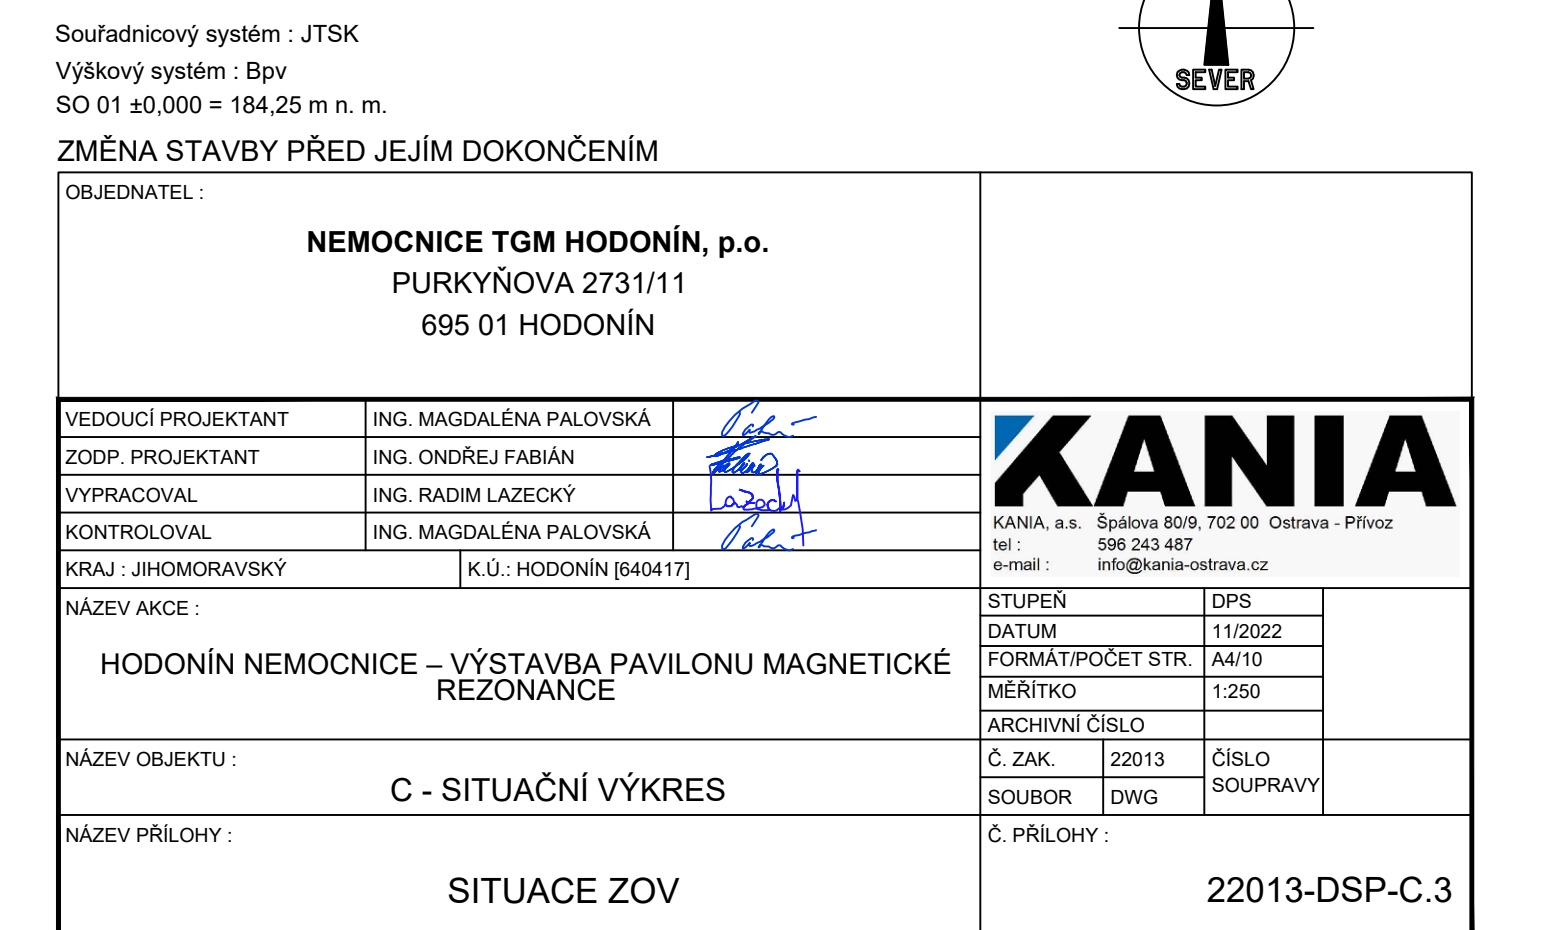 Souřadnicový systém : JTSK
Výškový systém : Bpv
SO 01 ±0,000 = 184,25 m n. m.
SEVER
ZMĚNA STAVBY PŘED JEJÍM DOKONČENÍM
OBJEDNATEL :
NEMOCNICE TGM HODONÍN, p.o.
PURKYŇOVA 2731/11
695 01 HODONÍN
VEDOUCÍ PROJEKTANT ING. MAGDALÉNA PALOVSKÁ
ZODP. PROJEKTANT ING. ONDŘEJ FABIÁN
VYPRACOVAL ING. RADIM LAZECKÝ Lazecký
KONTROLOVAL ING. MAGDALÉNA PALOVSKÁ
KRAJ : JIHOMORAVSKÝ K.Ú.: HODONÍN [640417]
KANIA
KANIA, a.s. Špálova 80/9, 702 00 Ostrava - Přívoz
tel : 596 243 487
e-mail : info@kania-ostrava.cz
NÁZEV AKCE :
HODONÍN NEMOCNICE – VÝSTAVBA PAVILONU MAGNETICKÉ
REZONANCE
STUPEŇ DPS
DATUM 11/2022
FORMÁT/POČET STR. A4/10
MĚŘÍTKO 1:250
ARCHIVNÍ ČÍSLO
NÁZEV OBJEKTU :
C - SITUAČNÍ VÝKRES
Č. ZAK. 22013 ČÍSLO
SOUPRAVY
SOUBOR DWG
NÁZEV PŘÍLOHY :
SITUACE ZOV
Č. PŘÍLOHY :
22013-DSP-C.3